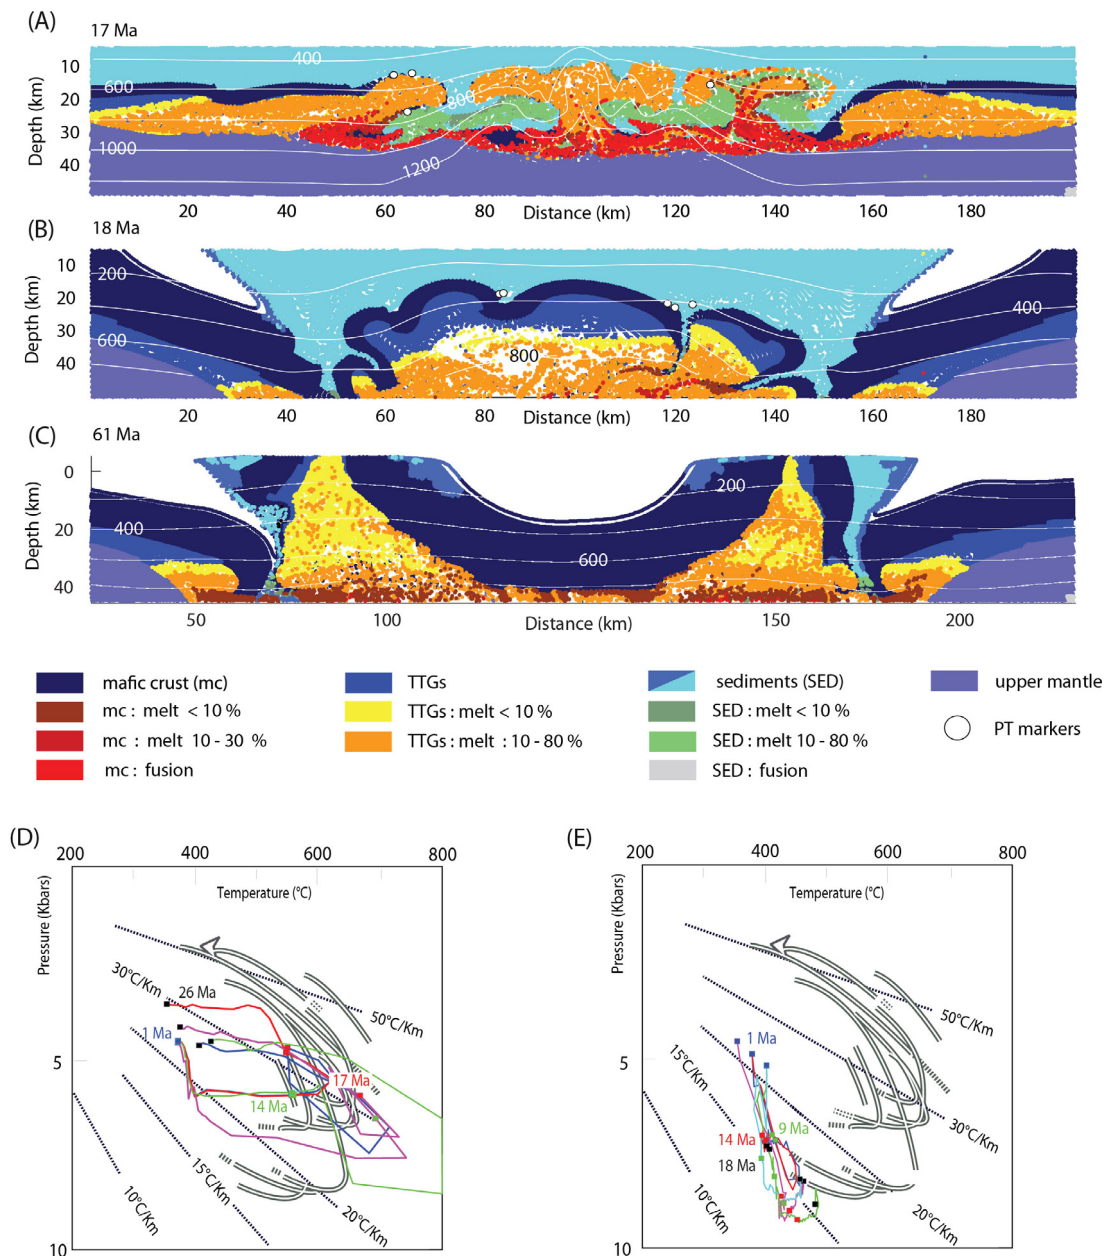 (A)
17 Ma
Depth (km)
10
20
30
40
400
600
800
1000
1200
20
40
60
80
Distance (km)
120
140
160
180
(B)
18 Ma
Depth (km)
10
20
30
40
200
400
600
800
20
40
60
80
Distance (km)
120
140
160
180
(C)
61 Ma
Depth (km)
0
20
40
200
400
600
50
100
Distance (km)
150
200
mafic crust (mc)
mc : melt < 10 %
mc : melt 10 - 30 %
mc : fusion
TTGs
TTGs : melt < 10 %
TTGs : melt : 10 - 80 %
sediments (SED)
SED : melt < 10 %
SED : melt 10 - 80 %
SED : fusion
upper mantle
PT markers
(D)
200
400
600
800
Temperature (°C)
Pressure (Kbars)
5
10
30°C/Km
26 Ma
50°C/Km
1 Ma
17 Ma
14 Ma
15°C/Km
10°C/Km
20°C/Km
(E)
200
400
600
800
Temperature (°C)
Pressure (Kbars)
5
10
50°C/Km
1 Ma
15°C/Km
9 Ma
14 Ma
30°C/Km
18 Ma
10°C/Km
20°C/Km